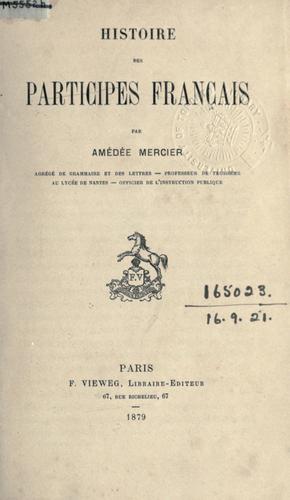 HISTOIRE
DES
PARTICIPES FRANÇAIS
PAR
AMÉDÉE MERCIER
AGRÉGÉ DE GRAMMAIRE ET DES LETTRES — PROFESSEUR DE TROISIÈME
AU LYCÉE DE NANTES — OFFICIER DE L'INSTRUCTION PUBLIQUE
F.V
165023.
16.9.21.
PARIS
F. VIEWEG, LIBRAIRE-EDITEUR
67, RUE RICHELIEU, 67
1879